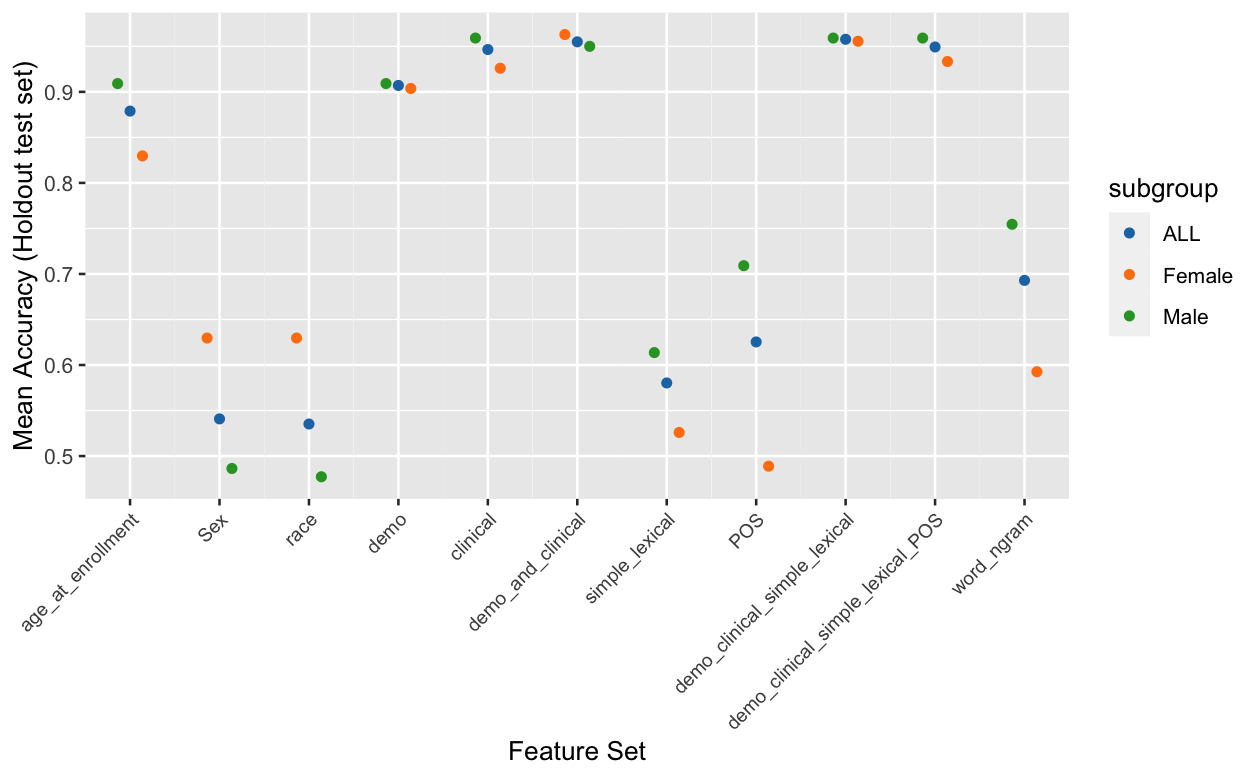 Mean Accuracy (Holdout test set)
0.9
0.8
0.7
0.6
0.5
age_at_enrollment
Sex
race
demo
clinical
demo_and_clinical
simple_lexical
POS
demo_clinical_simple_lexical
demo_clinical_simple_lexical_POS
word_ngram
Feature Set
subgroup
ALL
Female
Male